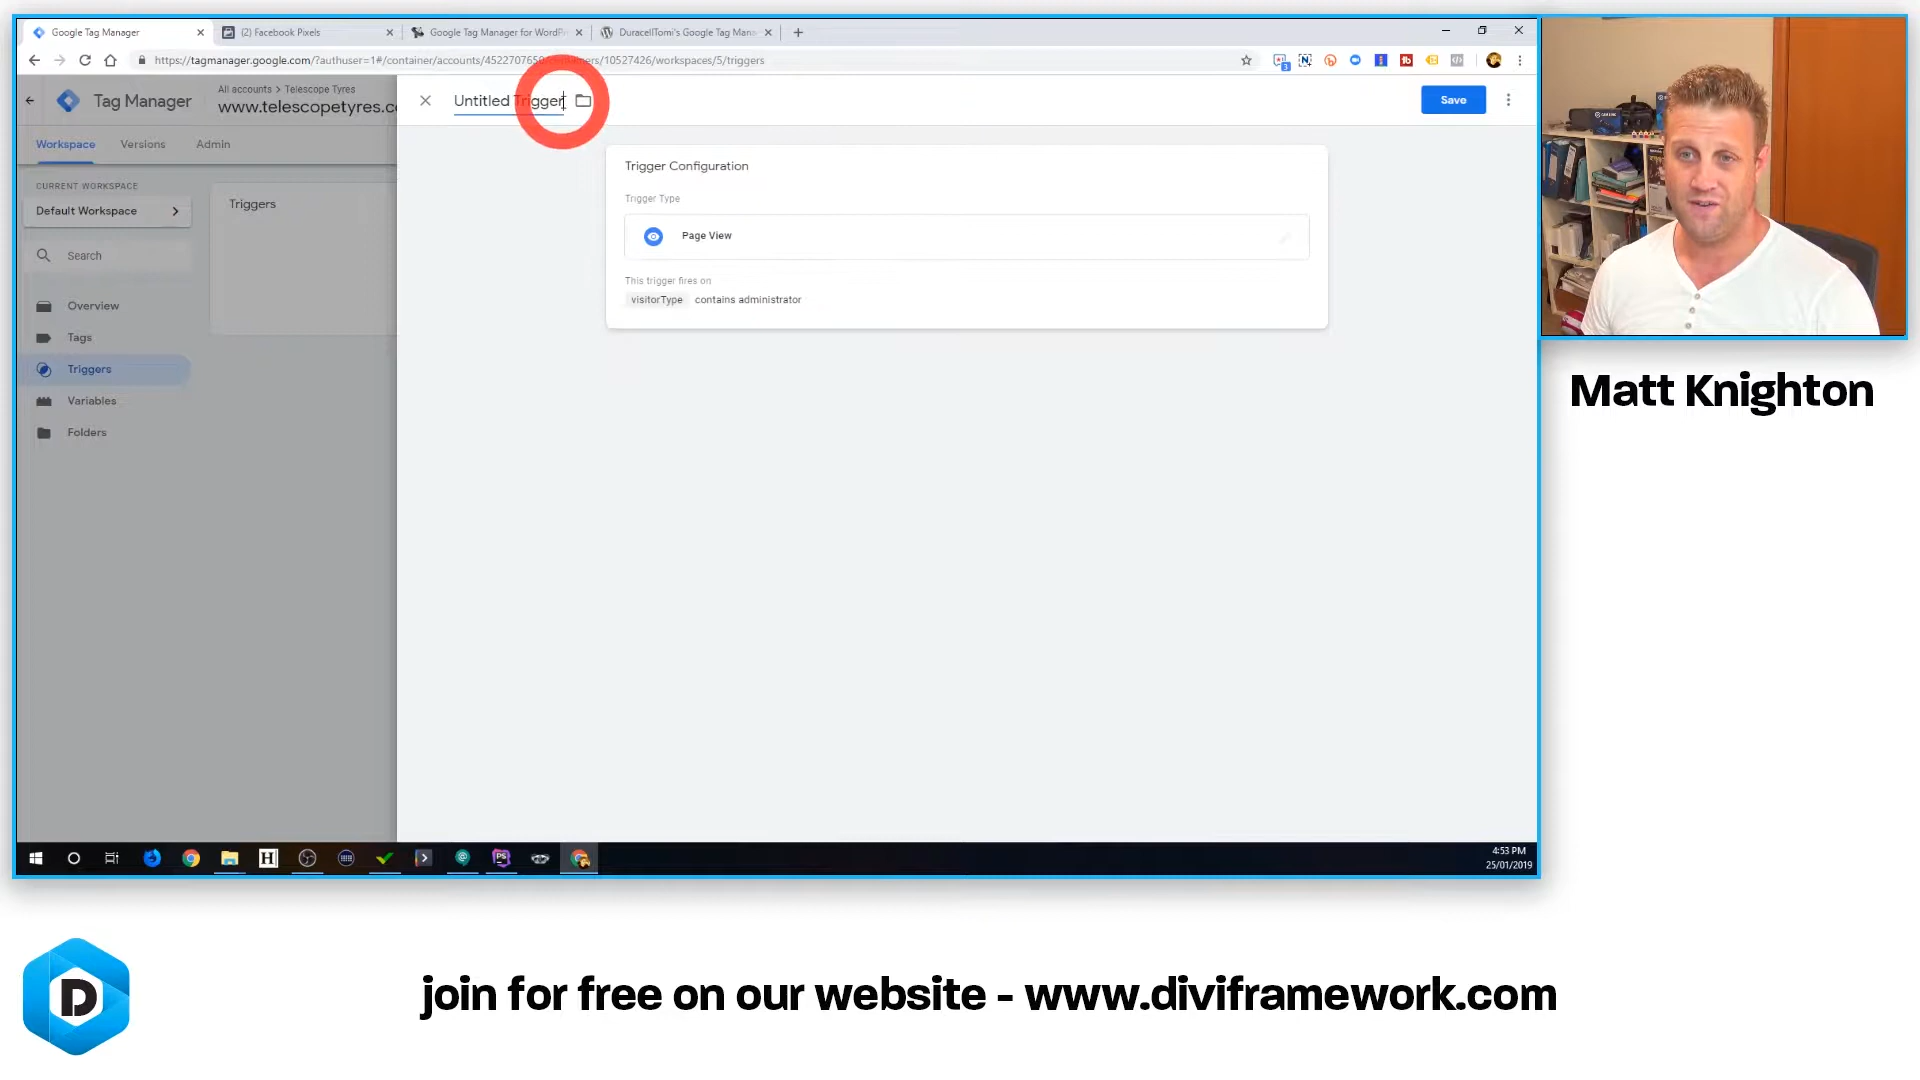 Google Tag Manager
(2) Facebook Pixels
Google Tag Manager for WordP
DuracellTomi's Google Tag Man
https://tagmanager.google.com/?authuser=1#/container/accounts/4522707650/containers/10527426/workspaces/5/triggers
Tag Manager
All accounts > Telescope Tyres
www.telescopetyres.co
Untitled Trigger
Save
Workspace
Versions
Admin
CURRENT WORKSPACE
Default Workspace
Triggers
Search
Overview
Tags
Triggers
Variables
Folders
Trigger Configuration
Trigger Type
Page View
This trigger fires on
visitorType contains administrator
4:53 PM
25/01/2019
Matt Knighton
D
join for free on our website - www.diviframework.com